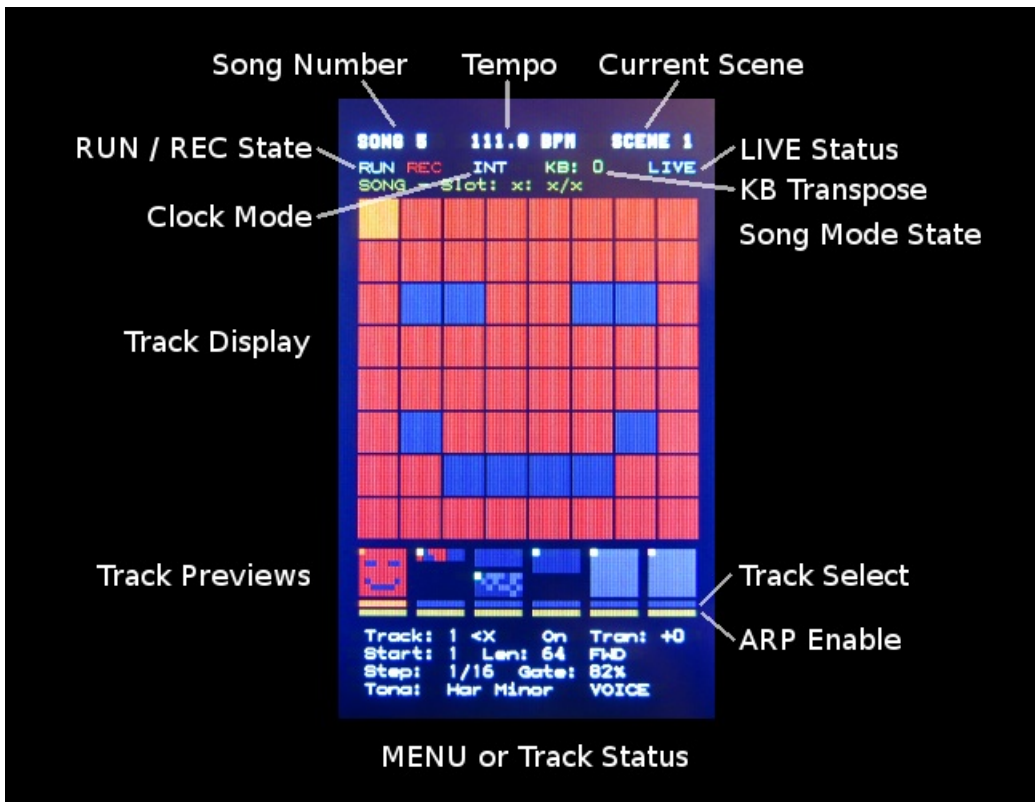 Song Number Tempo Current Scene
SONG 5 111.0 BPM SCENE 1
RUN / REC State RUN REC INT KB: 0 LIVE LIVE Status
SONG - Slot: x: x/x KB Transpose
Clock Mode Song Mode State
Track Display
Track Previews Track Select
ARP Enable
Track: 1 <X On Tran: +0
Start: 1 Len: 64 FWD
Step: 1/16 Gate: 82%
Tona: Har Minor VOICE
MENU or Track Status